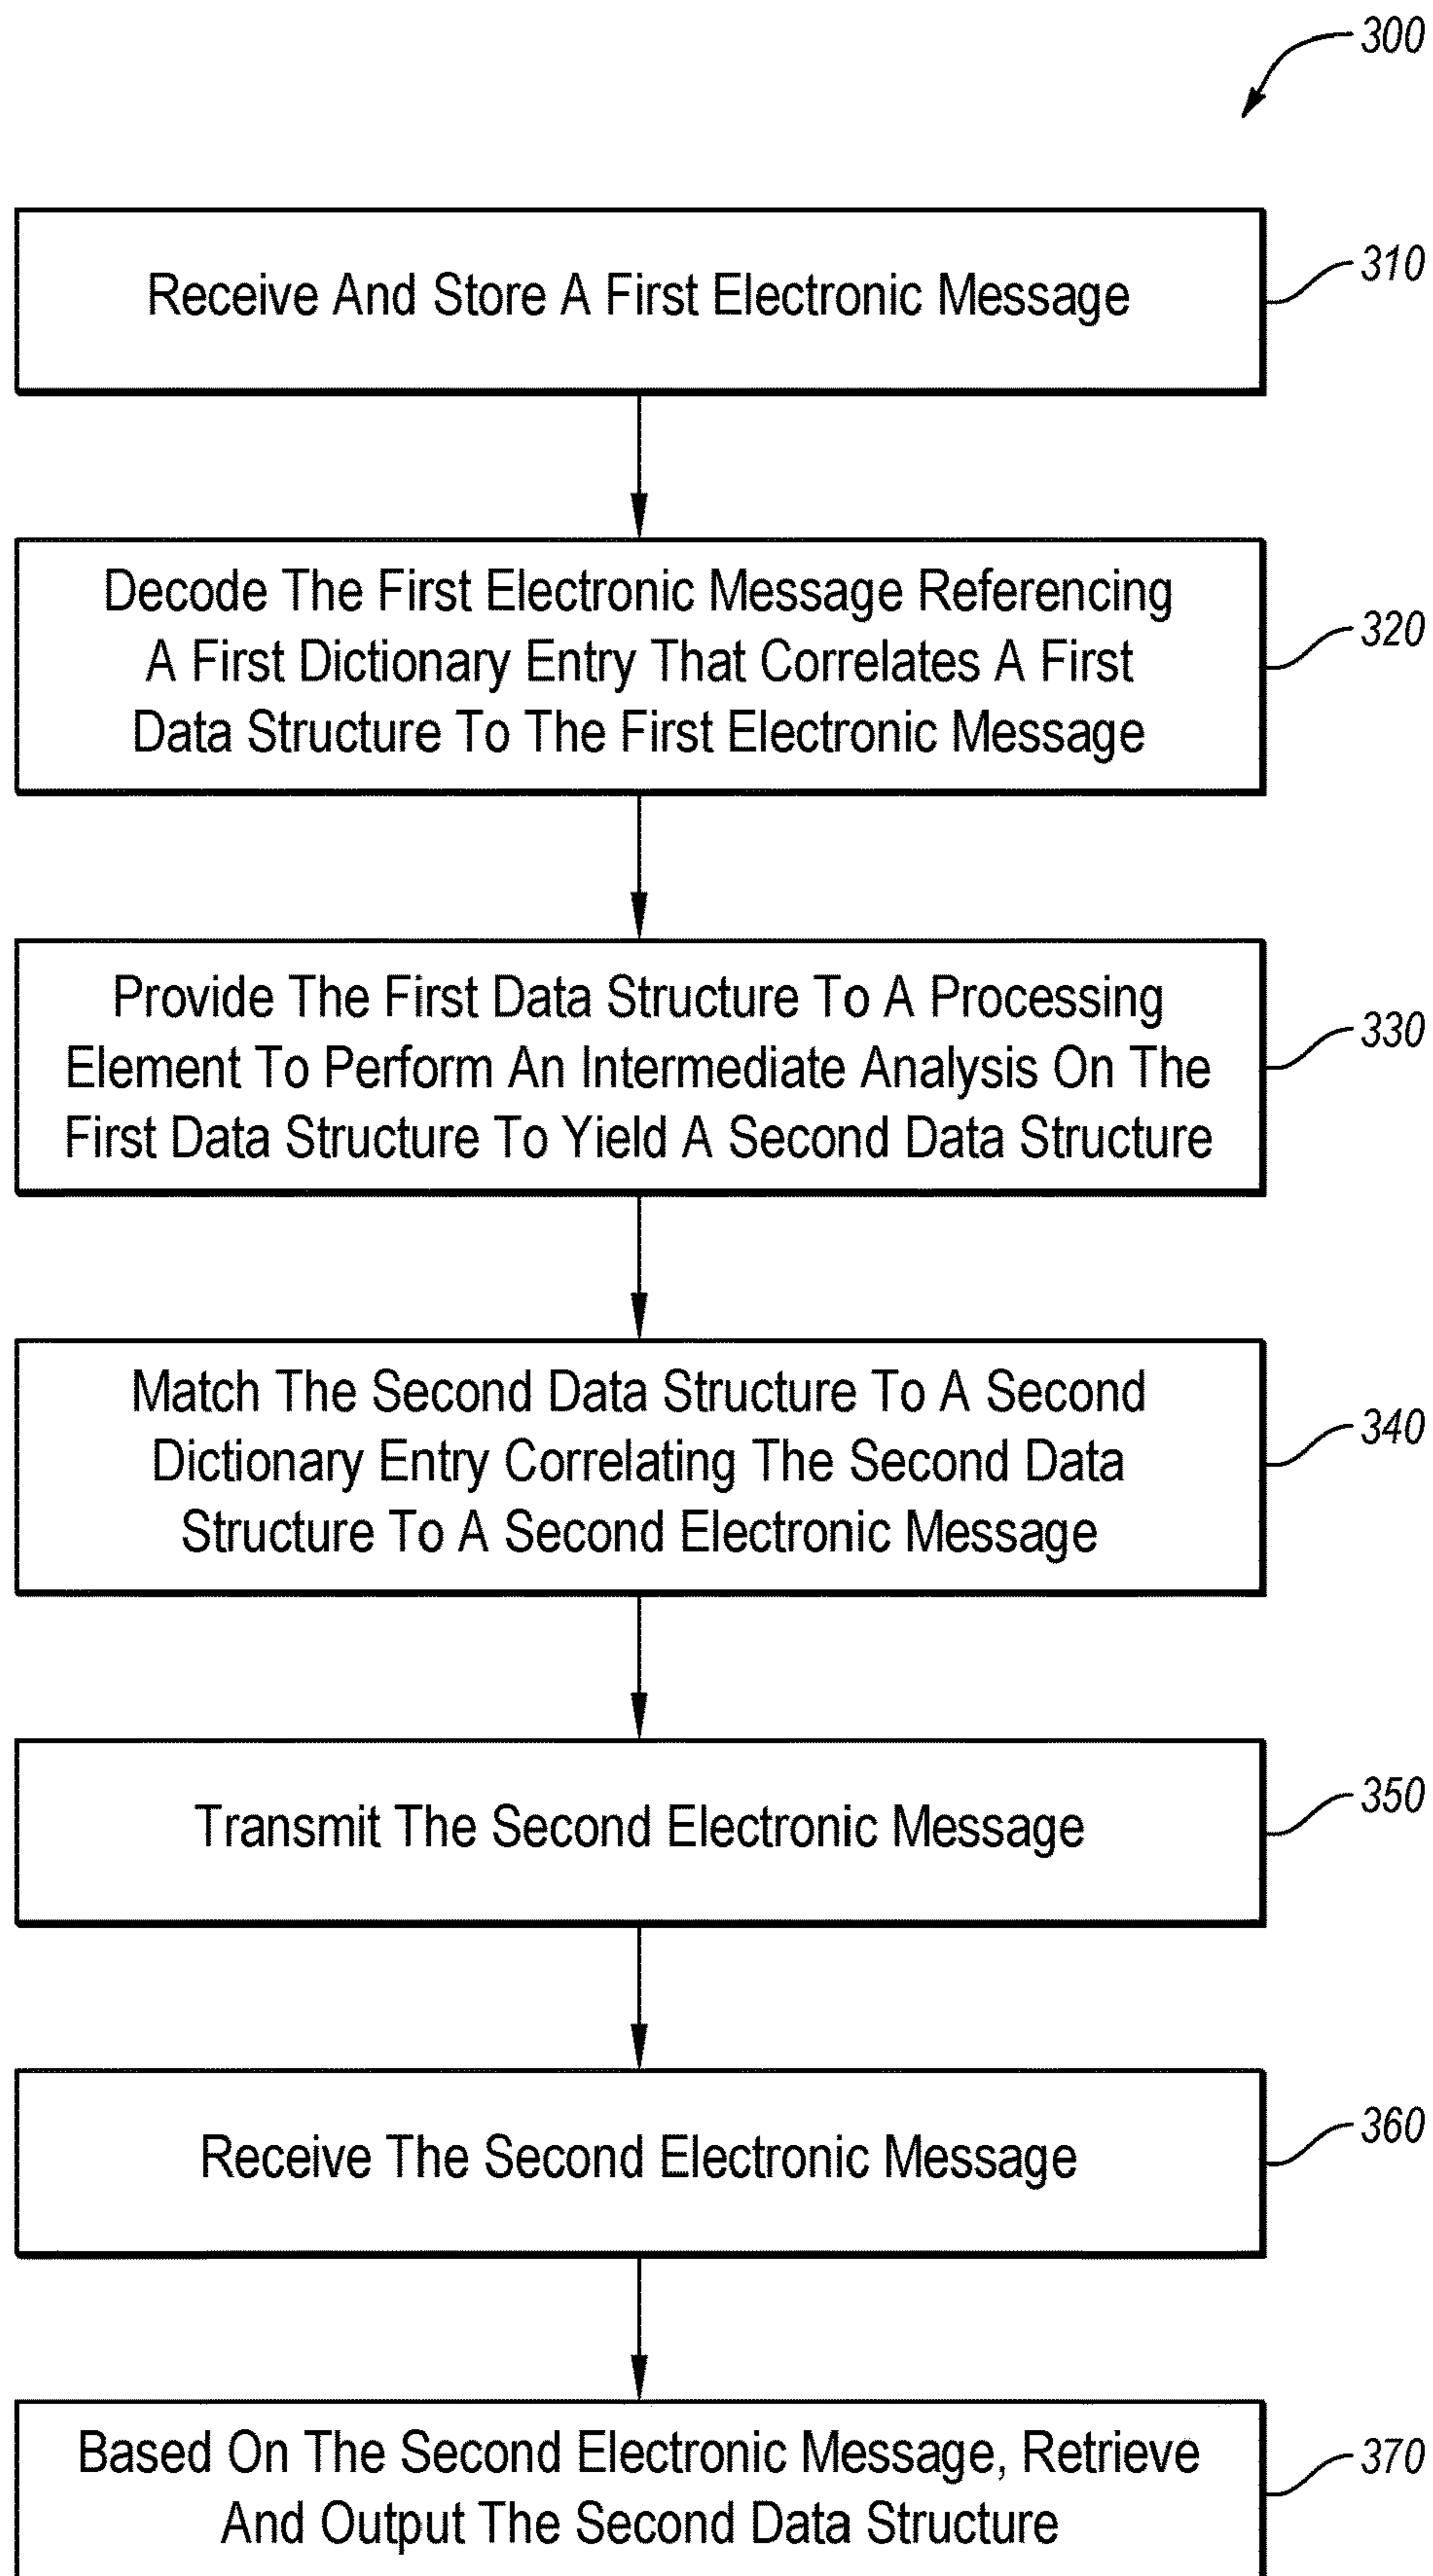 300
Receive And Store A First Electronic Message
310
Decode The First Electronic Message Referencing
A First Dictionary Entry That Correlates A First
Data Structure To The First Electronic Message
320
Provide The First Data Structure To A Processing
Element To Perform An Intermediate Analysis On The
First Data Structure To Yield A Second Data Structure
330
Match The Second Data Structure To A Second
Dictionary Entry Correlating The Second Data
Structure To A Second Electronic Message
340
Transmit The Second Electronic Message
350
Receive The Second Electronic Message
360
Based On The Second Electronic Message, Retrieve
And Output The Second Data Structure
370